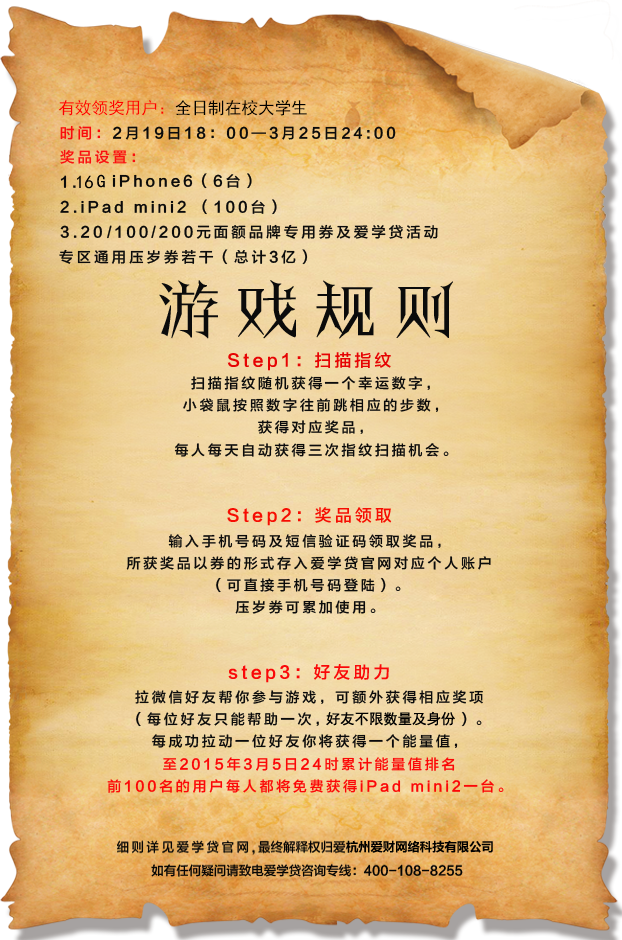 有效领奖用户：全日制在校大学生
时间：2月19日18：00—3月25日24:00
奖品设置：
1.16G iPhone6（6台）
2.iPad mini2 （100台）
3.20/100/200元面额品牌专用券及爱学贷活动
专区通用压岁券若干（总计3亿）
游戏规则
Step1：扫描指纹
扫描指纹随机获得一个幸运数字，
小袋鼠按照数字往前跳相应的步数，
获得对应奖品，
每人每天自动获得三次指纹扫描机会。
Step2：奖品领取
输入手机号码及短信验证码领取奖品，
所获奖品以券的形式存入爱学贷官网对应个人账户
（可直接手机号码登陆）。
压岁券可累加使用。
step3：好友助力
拉微信好友帮你参与游戏，可额外获得相应奖项
（每位好友只能帮助一次，好友不限数量及身份）。
每成功拉动一位好友你将获得一个能量值，
至2015年3月5日24时累计能量值排名
前100名的用户每人都将免费获得iPad mini2一台。
细则详见爱学贷官网，最终解释权归爱杭州爱财网络科技有限公司
如有任何疑问请致电爱学贷咨询专线：400-108-8255